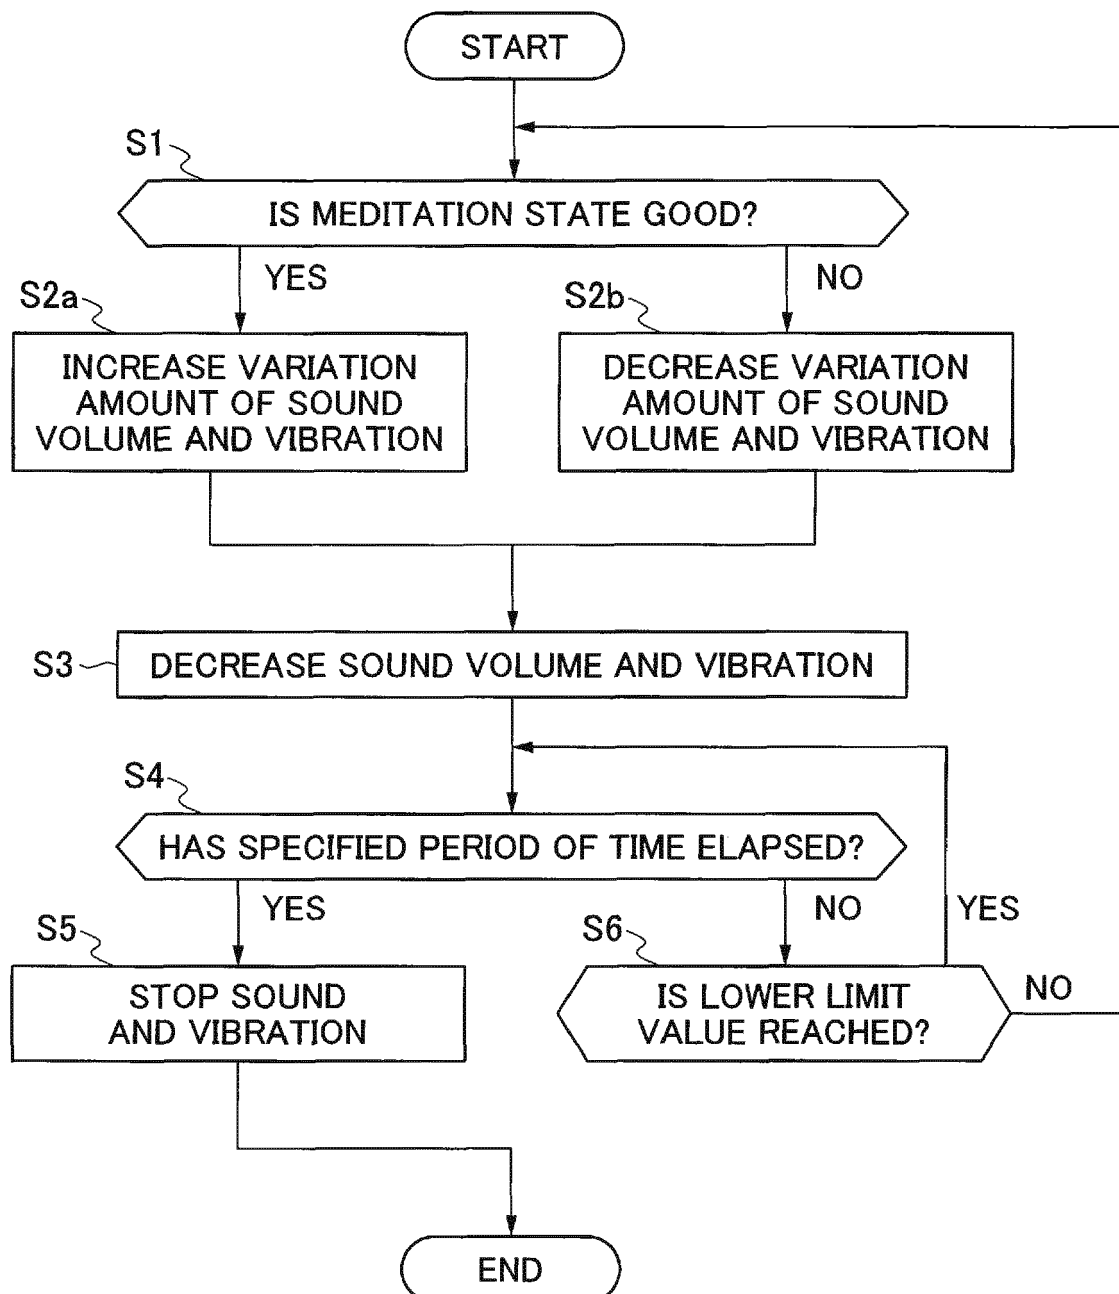 START
S1
IS MEDITATION STATE GOOD?
YES
NO
S2a
S2b
INCREASE VARIATION
AMOUNT OF SOUND
VOLUME AND VIBRATION
DECREASE VARIATION
AMOUNT OF SOUND
VOLUME AND VIBRATION
S3
DECREASE SOUND VOLUME AND VIBRATION
S4
HAS SPECIFIED PERIOD OF TIME ELAPSED?
YES
NO
YES
S5
S6
STOP SOUND
AND VIBRATION
IS LOWER LIMIT
VALUE REACHED?
NO
END